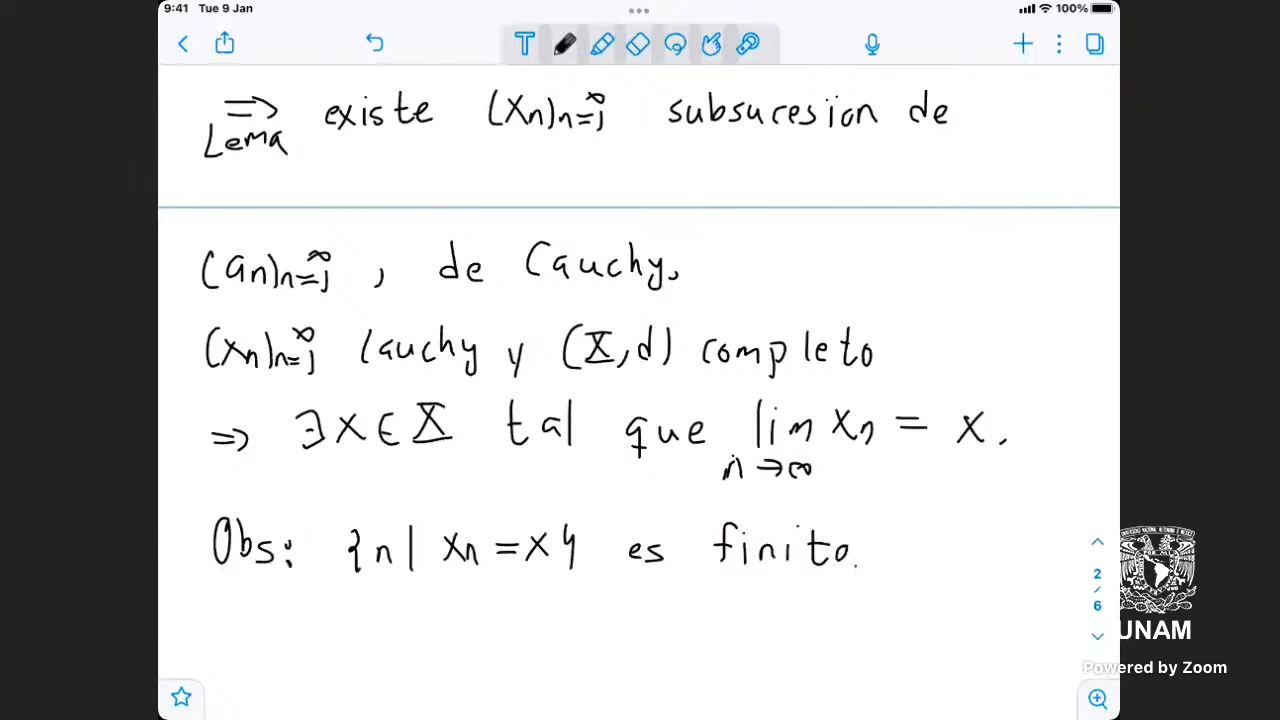 9:41 Tue 9 Jan
100%
⇒ existe (xn)n=1^∞ subsucesion de
Lema
(an)n=1^∞, de Cauchy.
(xn)n=1^∞ Cauchy y (X,d) completo
⇒ ∃x∈X tal que lim xn = x.
n→∞
Obs: {n| xn = x} es finito.
2
6
UNAM
Powered by Zoom